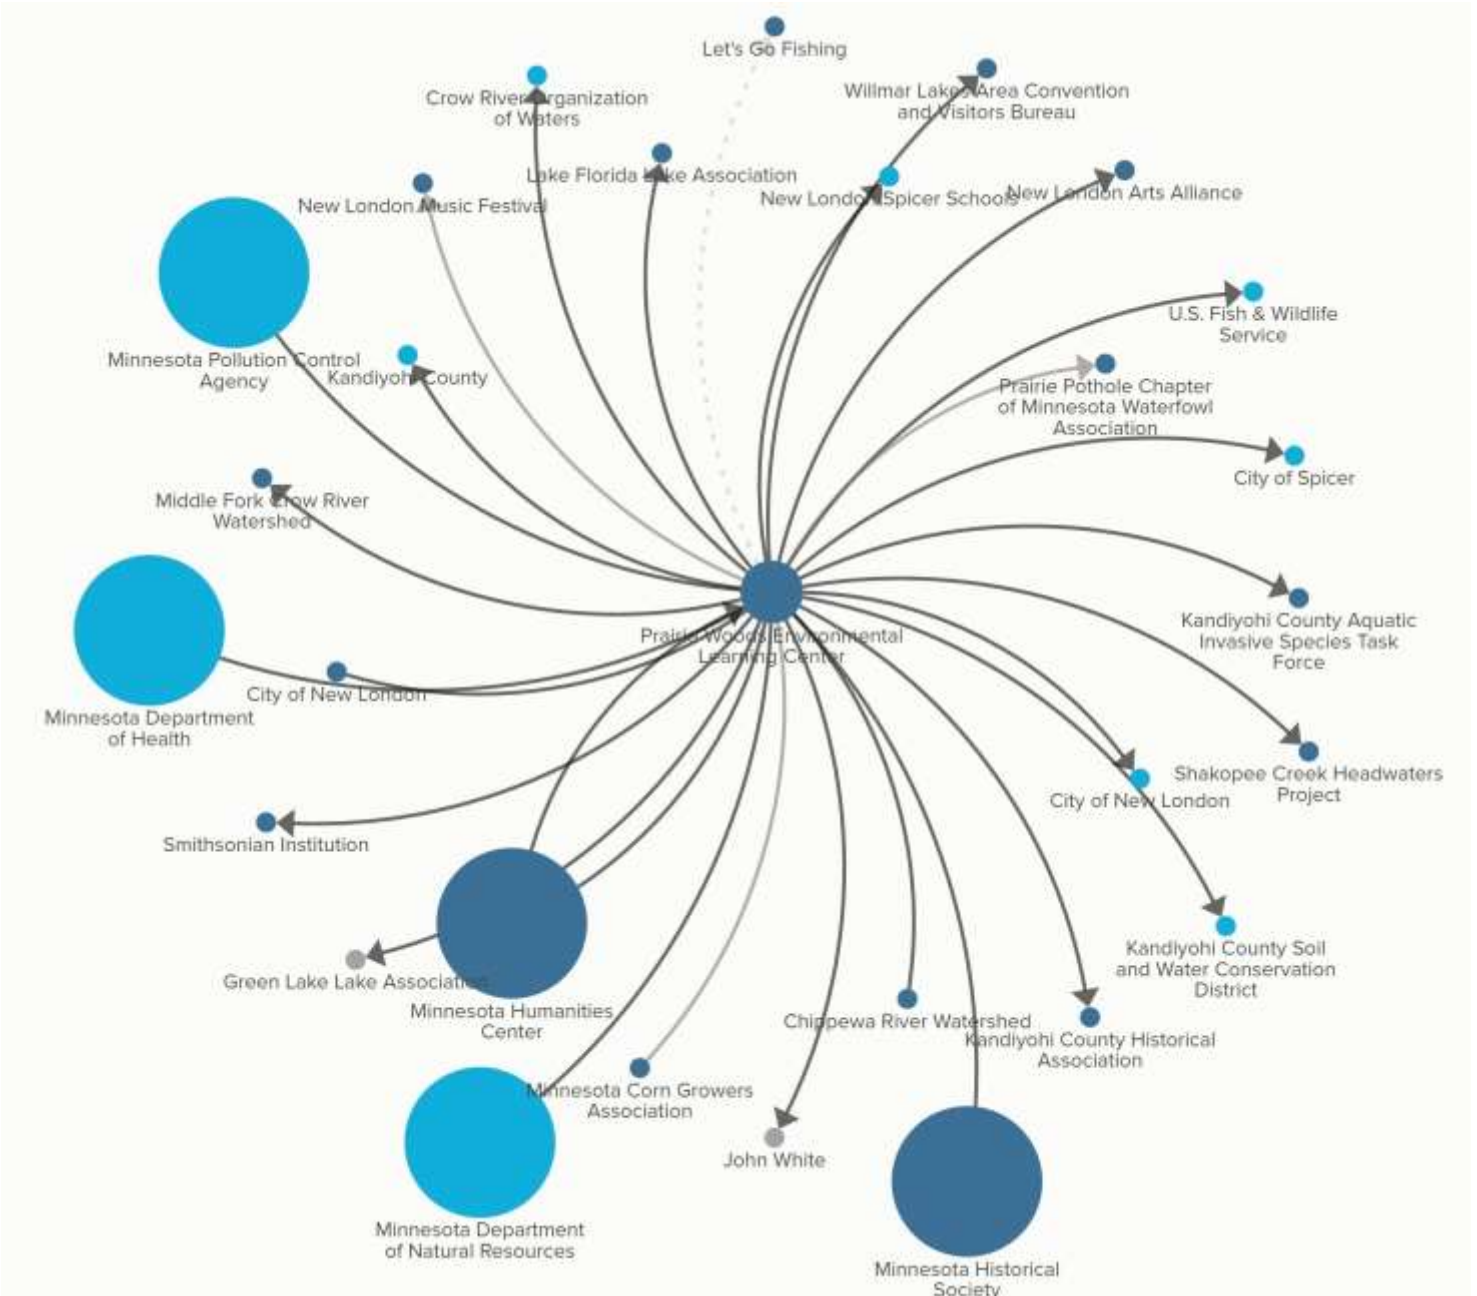 Let's Go Fishing
Crow River Organization
of Waters
Willmar Lakes Area Convention
and Visitors Bureau
Lake Florida Lake Association
New London Music Festival
New London Spicer Schools
New London Arts Alliance
U.S. Fish & Wildlife
Service
Minnesota Pollution Control
Agency
Kandiyohi County
Prairie Pothole Chapter
of Minnesota Waterfowl
Association
City of Spicer
Middle Fork Crow River
Watershed
Kandiyohi County Aquatic
Invasive Species Task
Force
Prairie Woods Environmental
Learning Center
Minnesota Department
of Health
City of New London
Shakopee Creek Headwaters
Project
City of New London
Smithsonian Institution
Kandiyohi County Soil
and Water Conservation
District
Green Lake Lake Association
Minnesota Humanities
Center
Chippewa River Watershed
Kandiyohi County Historical
Association
Minnesota Corn Growers
Association
John White
Minnesota Department
of Natural Resources
Minnesota Historical
Society